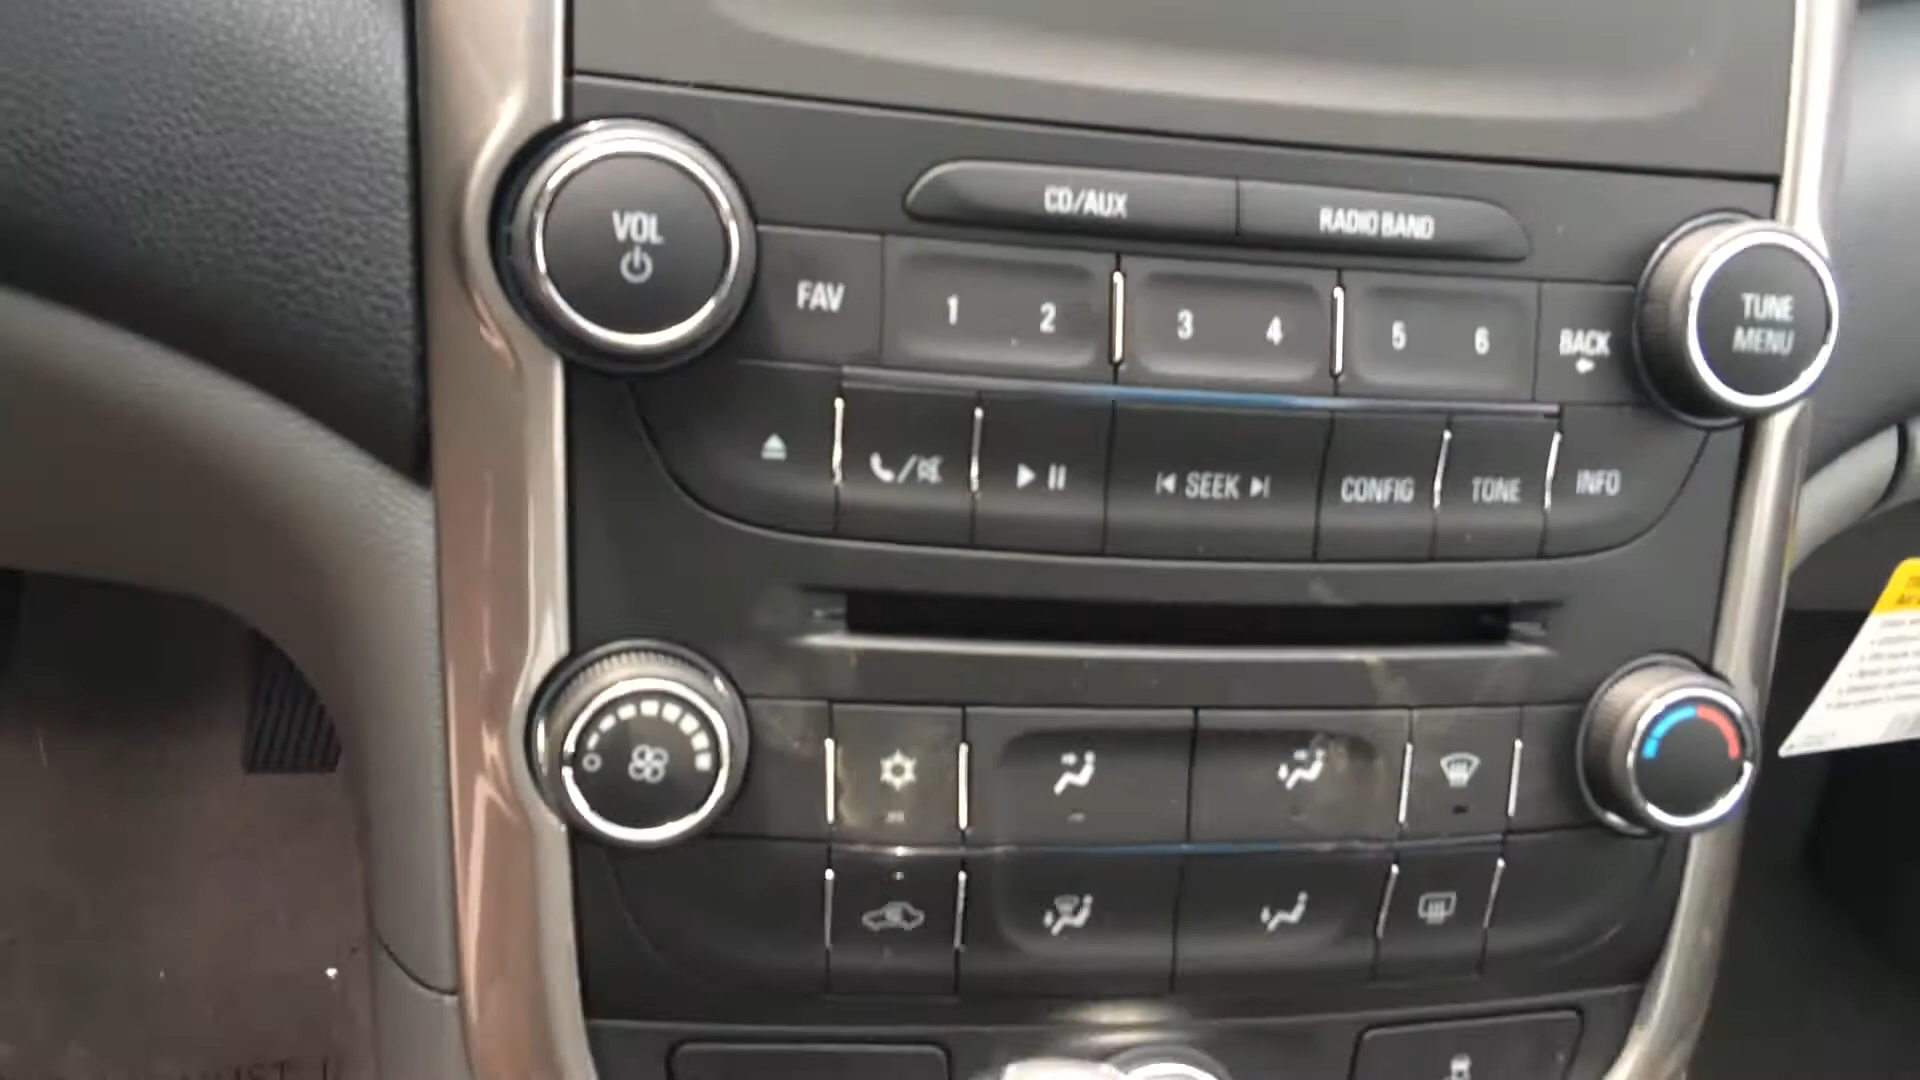 CD/AUX
RADIO BAND
VOL
TUNE
MENU
FAV
1 2
3 4
5 6
BACK
SEEK
CONFIG
TONE
INFO